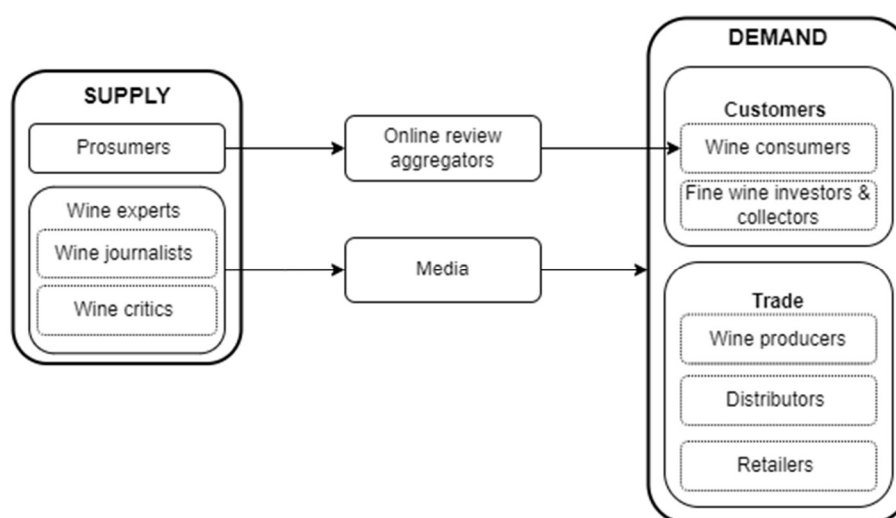 SUPPLY
Prosumers
Wine experts
Wine journalists
Wine critics
Online review
aggregators
Media
DEMAND
Customers
Wine consumers
Fine wine investors &
collectors
Trade
Wine producers
Distributors
Retailers